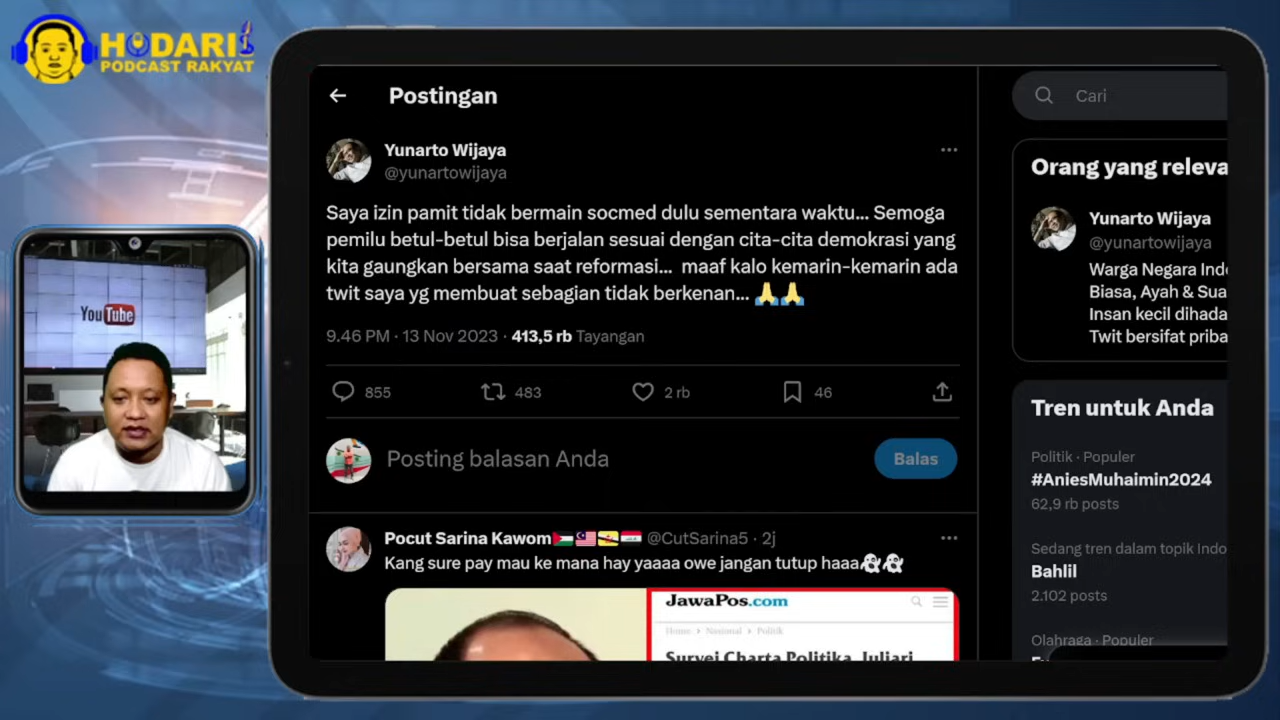 HODARI
PODCAST RAKYAT
YouTube
Postingan
Yunarto Wijaya
@yunartowijaya
Saya izin pamit tidak bermain socmed dulu sementara waktu... Semoga
pemilu betul-betul bisa berjalan sesuai dengan cita-cita demokrasi yang
kita gaungkan bersama saat reformasi... maaf kalo kemarin-kemarin ada
twit saya yg membuat sebagian tidak berkenan... 🙏🙏
9.46 PM · 13 Nov 2023 · 413,5 rb Tayangan
855 483 2 rb 46
Posting balasan Anda
Balas
Pocut Sarina Kawom @CutSarina5 · 2j
Kang sure pay mau ke mana hay yaaaa owe jangan tutup haaa👻👻
JawaPos.com
Home > Nasional > Politik
Survei Charta Politika, Juliari
Cari
Orang yang releva
Yunarto Wijaya
@yunartowijaya
Warga Negara Ind
Biasa, Ayah & Sua
Insan kecil dihada
Twit bersifat priba
Tren untuk Anda
Politik · Populer
#AniesMuhaimin2024
62,9 rb posts
Sedang tren dalam topik Indo
Bahlil
2.102 posts
Olahraga · Populer